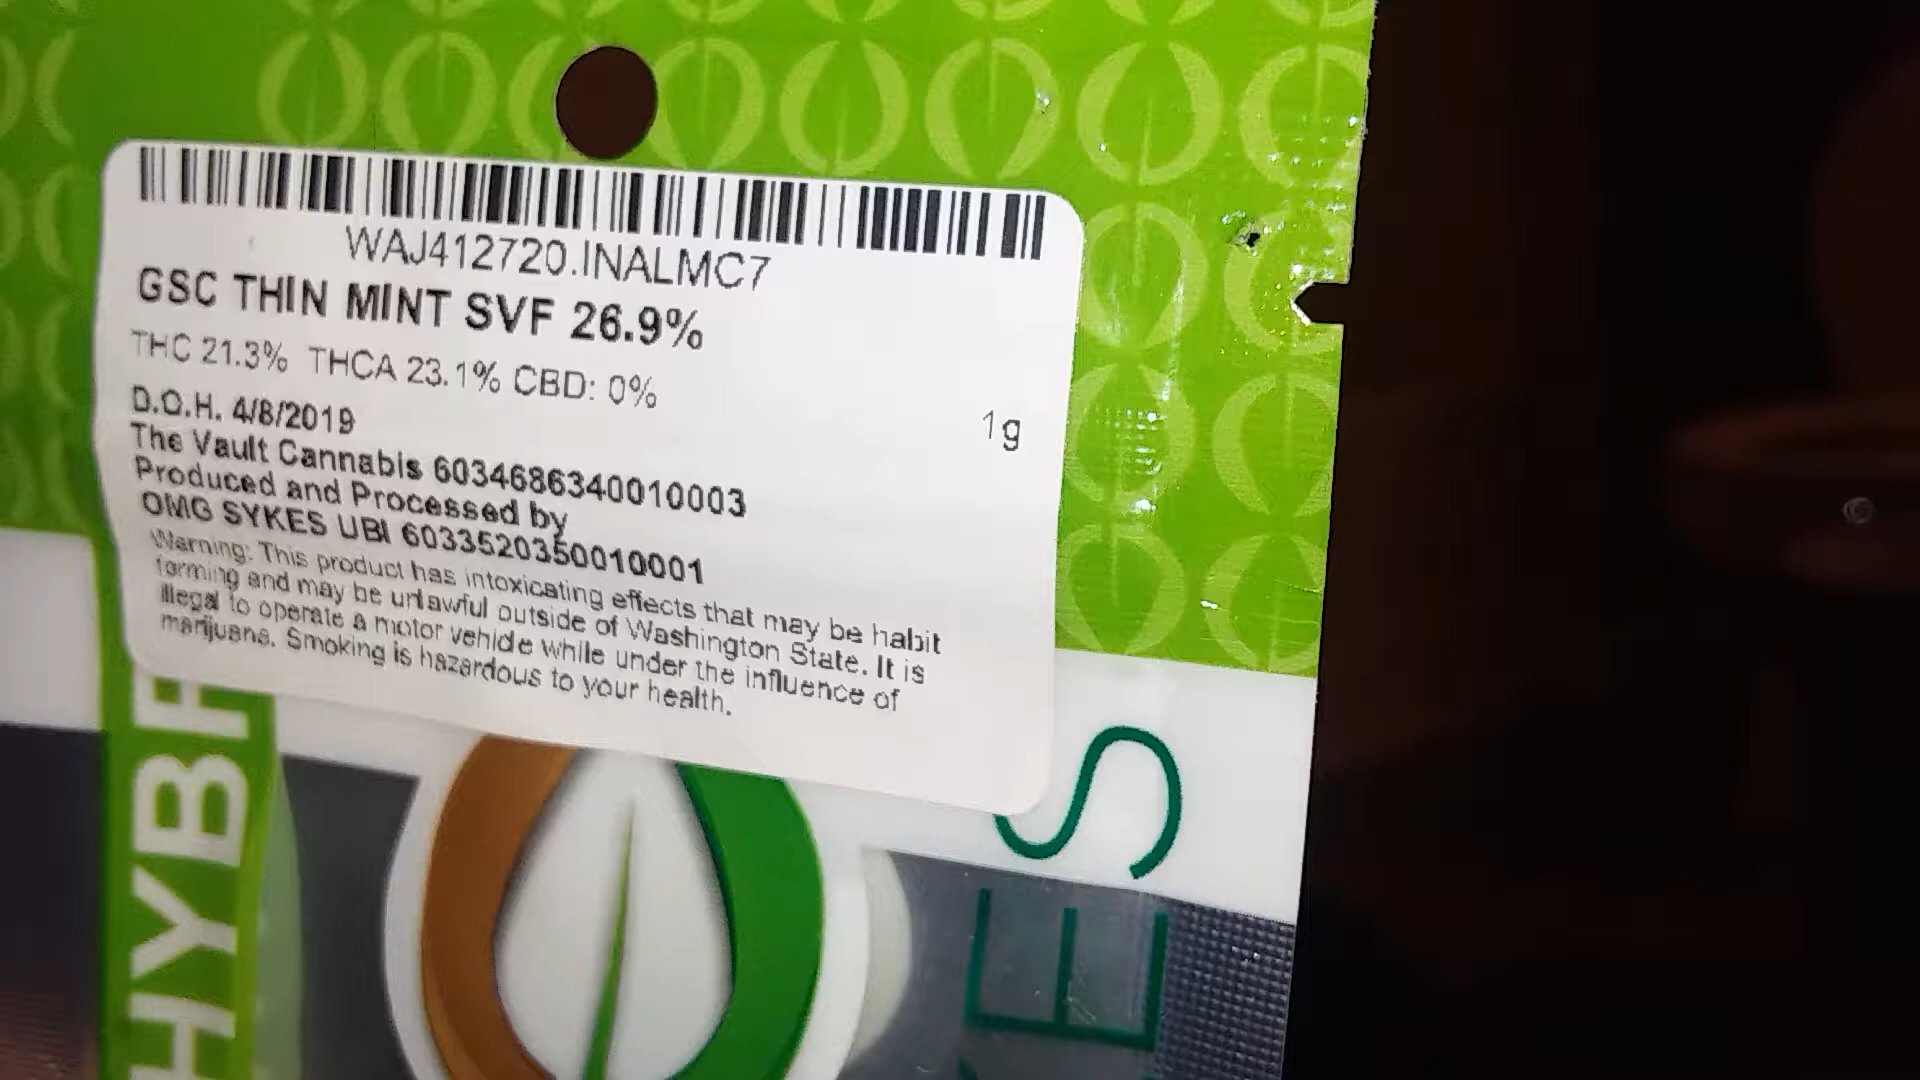 WAJ412720.INALMC7
GSC THIN MINT SVF 26.9%
THC 21.3% THCA 23.1% CBD: 0%
D.O.H. 4/8/2019
1g
The Vault Cannabis 6034686340010003
Produced and Processed by
OMG SYKES UBI 6033520350010001
Warning: This product has intoxicating effects that may be habit
forming and may be unlawful outside of Washington State. It is
illegal to operate a motor vehicle while under the influence of
marijuana. Smoking is hazardous to your health.
HYBR
ES